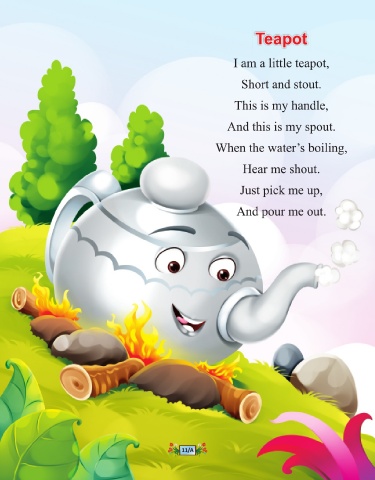 Teapot
I am a little teapot,
Short and stout.
This is my handle,
And this is my spout.
When the water's boiling,
Hear me shout.
Just pick me up,
And pour me out.
11/A